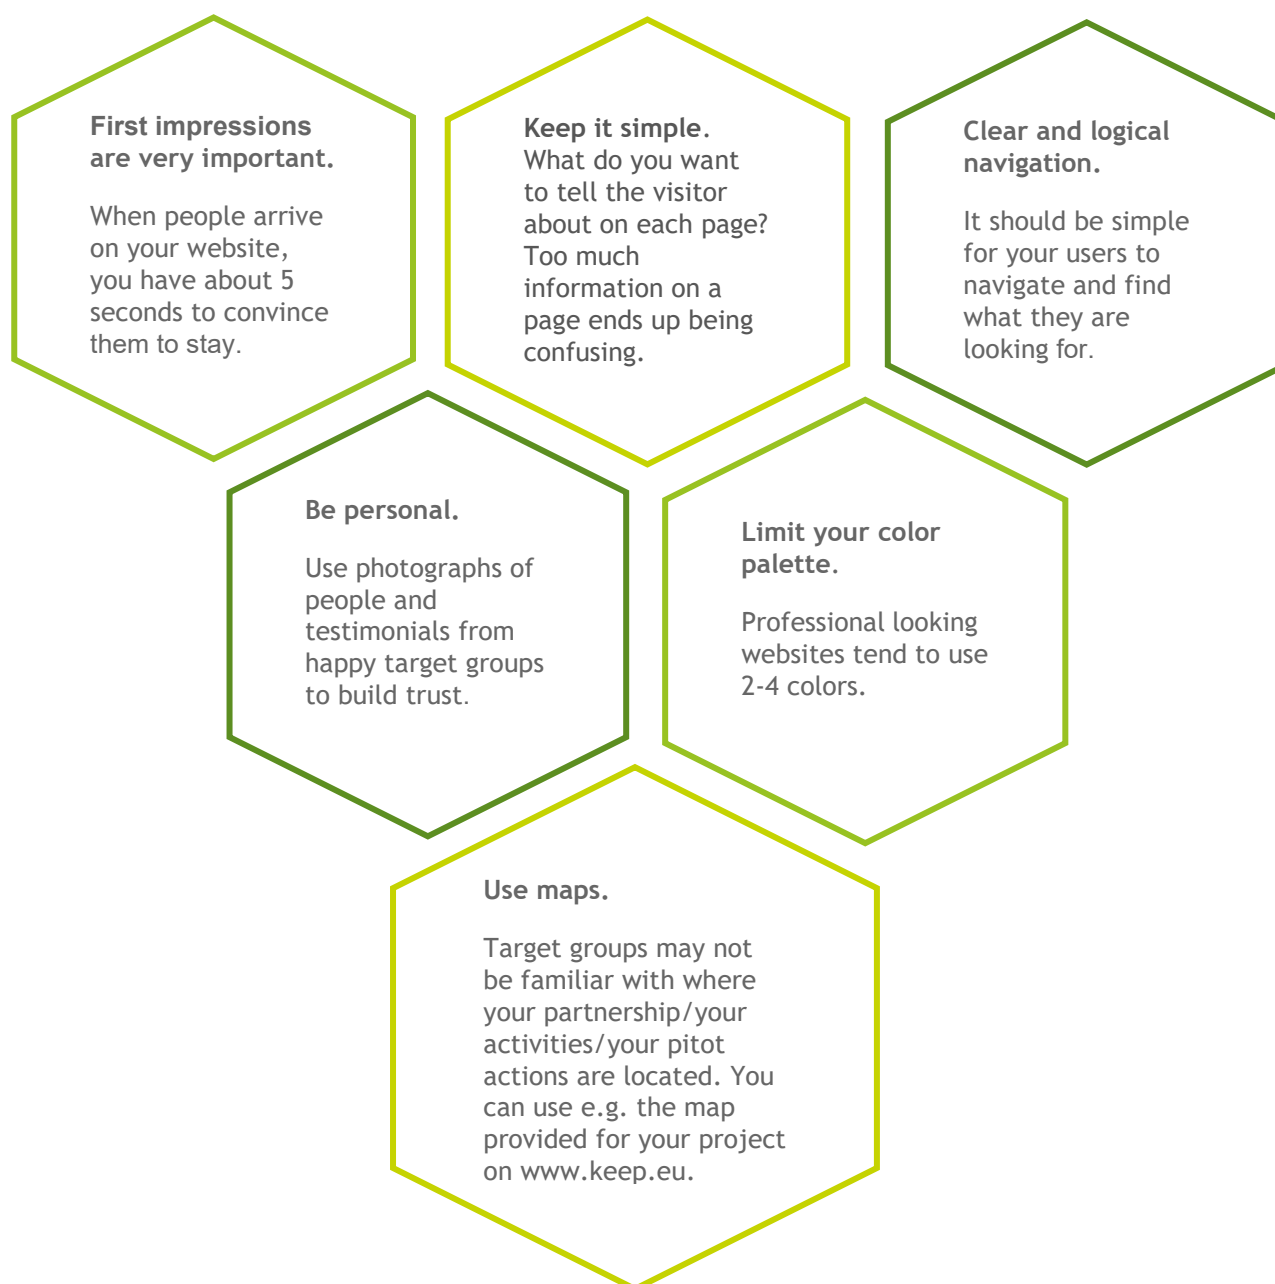 First impressions
are very important.
When people arrive
on your website,
you have about 5
seconds to convince
them to stay.
Keep it simple.
What do you want
to tell the visitor
about on each page?
Too much
information on a
page ends up being
confusing.
Clear and logical
navigation.
It should be simple
for your users to
navigate and find
what they are
looking for.
Be personal.
Use photographs of
people and
testimonials from
happy target groups
to build trust.
Limit your color
palette.
Professional looking
websites tend to use
2-4 colors.
Use maps.
Target groups may not
be familiar with where
your partnership/your
activities/your pitot
actions are located. You
can use e.g. the map
provided for your project
on www.keep.eu.